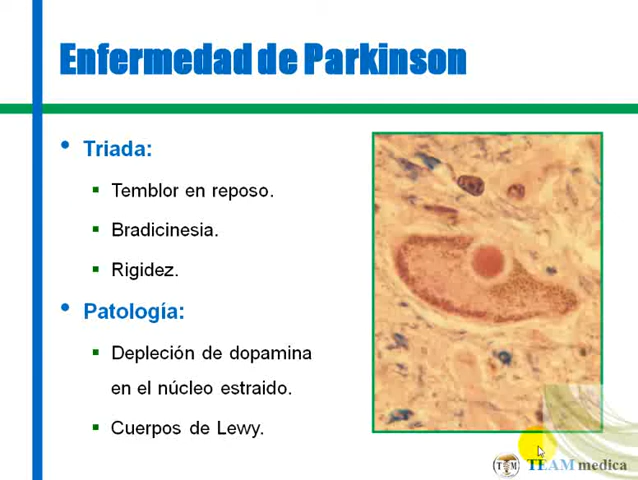 Enfermedad de Parkinson
• Triada:
▪ Temblor en reposo.
▪ Bradicinesia.
▪ Rigidez.
• Patología:
▪ Depleción de dopamina
en el núcleo estraido.
▪ Cuerpos de Lewy.
TM TEAM medica